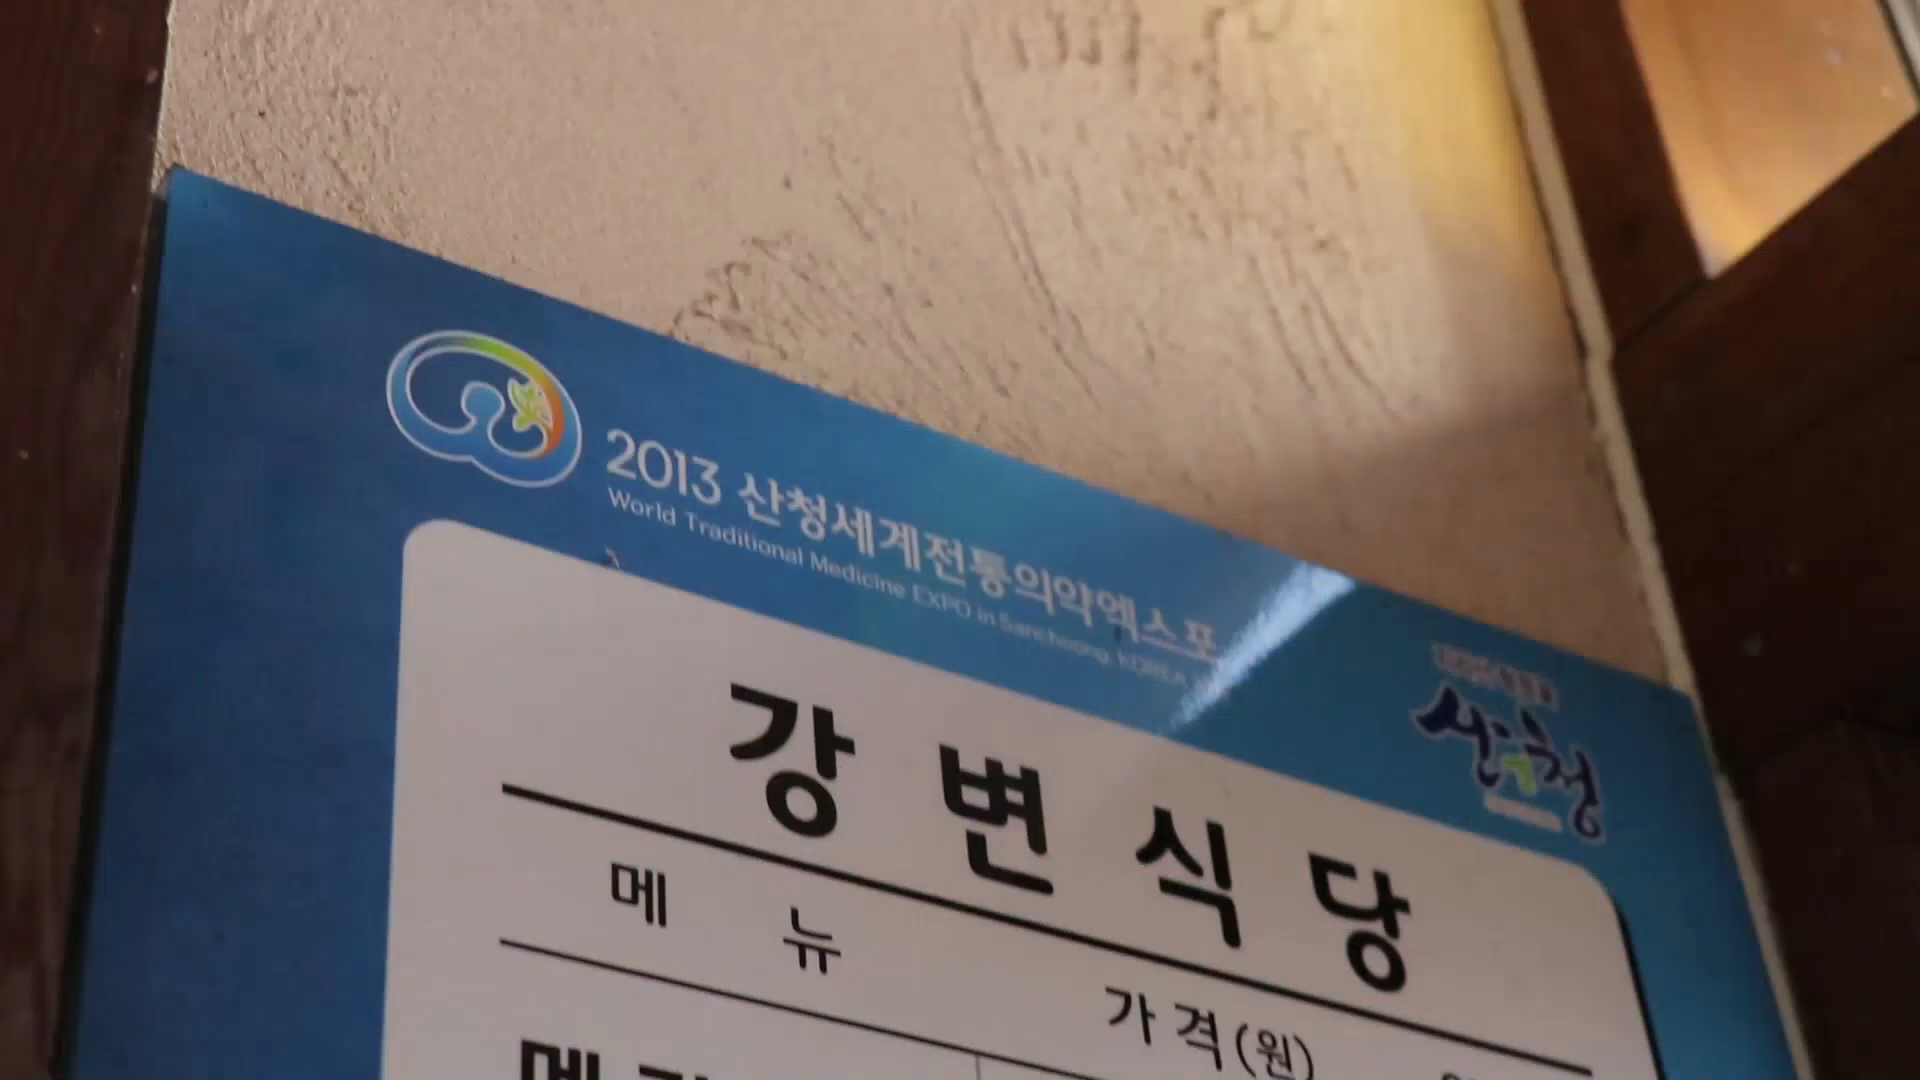 2013 산청세계전통의약엑스포
World Traditional Medicine EXPO in Sancheong, KOREA
산청
강변식당
메뉴 가격(원)